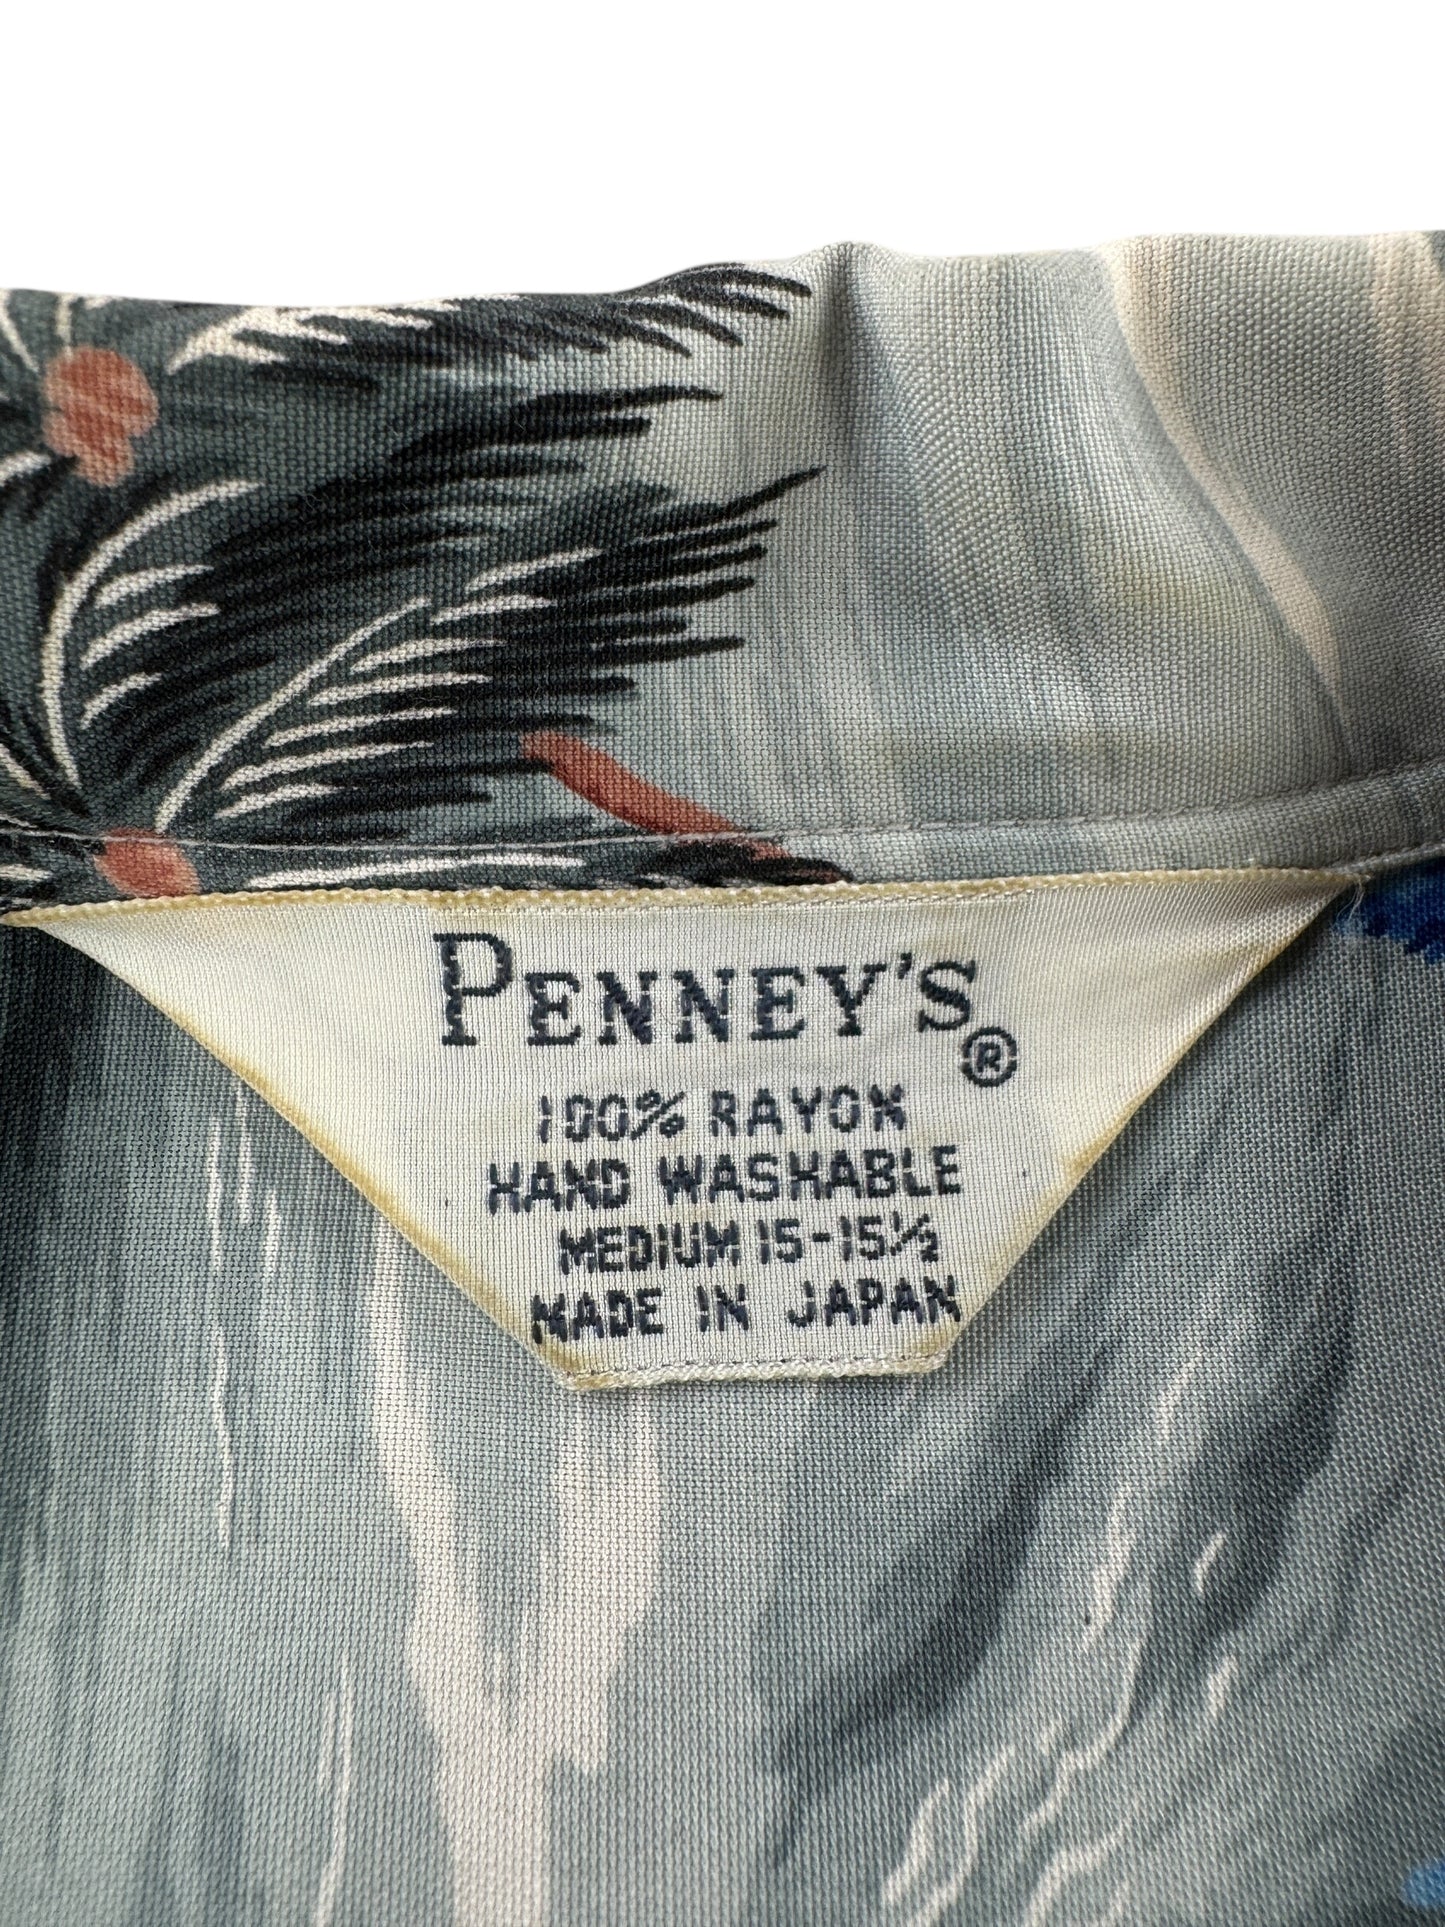 PENNEY'S®
100% RAYON
HAND WASHABLE
MEDIUM 15-15½
MADE IN JAPAN